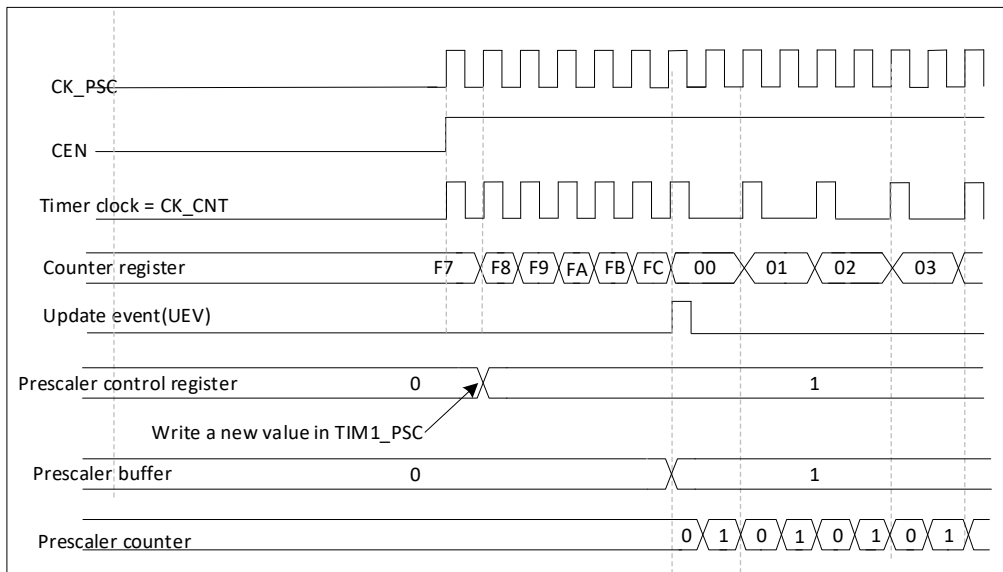 CK_PSC
CEN
Timer clock = CK_CNT
Counter register F7 F8 F9 FA FB FC 00 01 02 03
Update event(UEV)
Prescaler control register 0 1
Write a new value in TIM1_PSC
Prescaler buffer 0 1
Prescaler counter 0 1 0 1 0 1 0 1